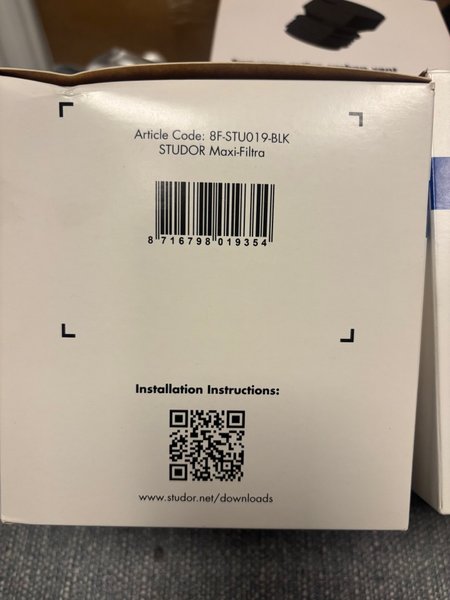 Article Code: 8F-STU019-BLK
STUDOR Maxi-Filtra
8 716798 019354
Installation Instructions:
www.studor.net/downloads